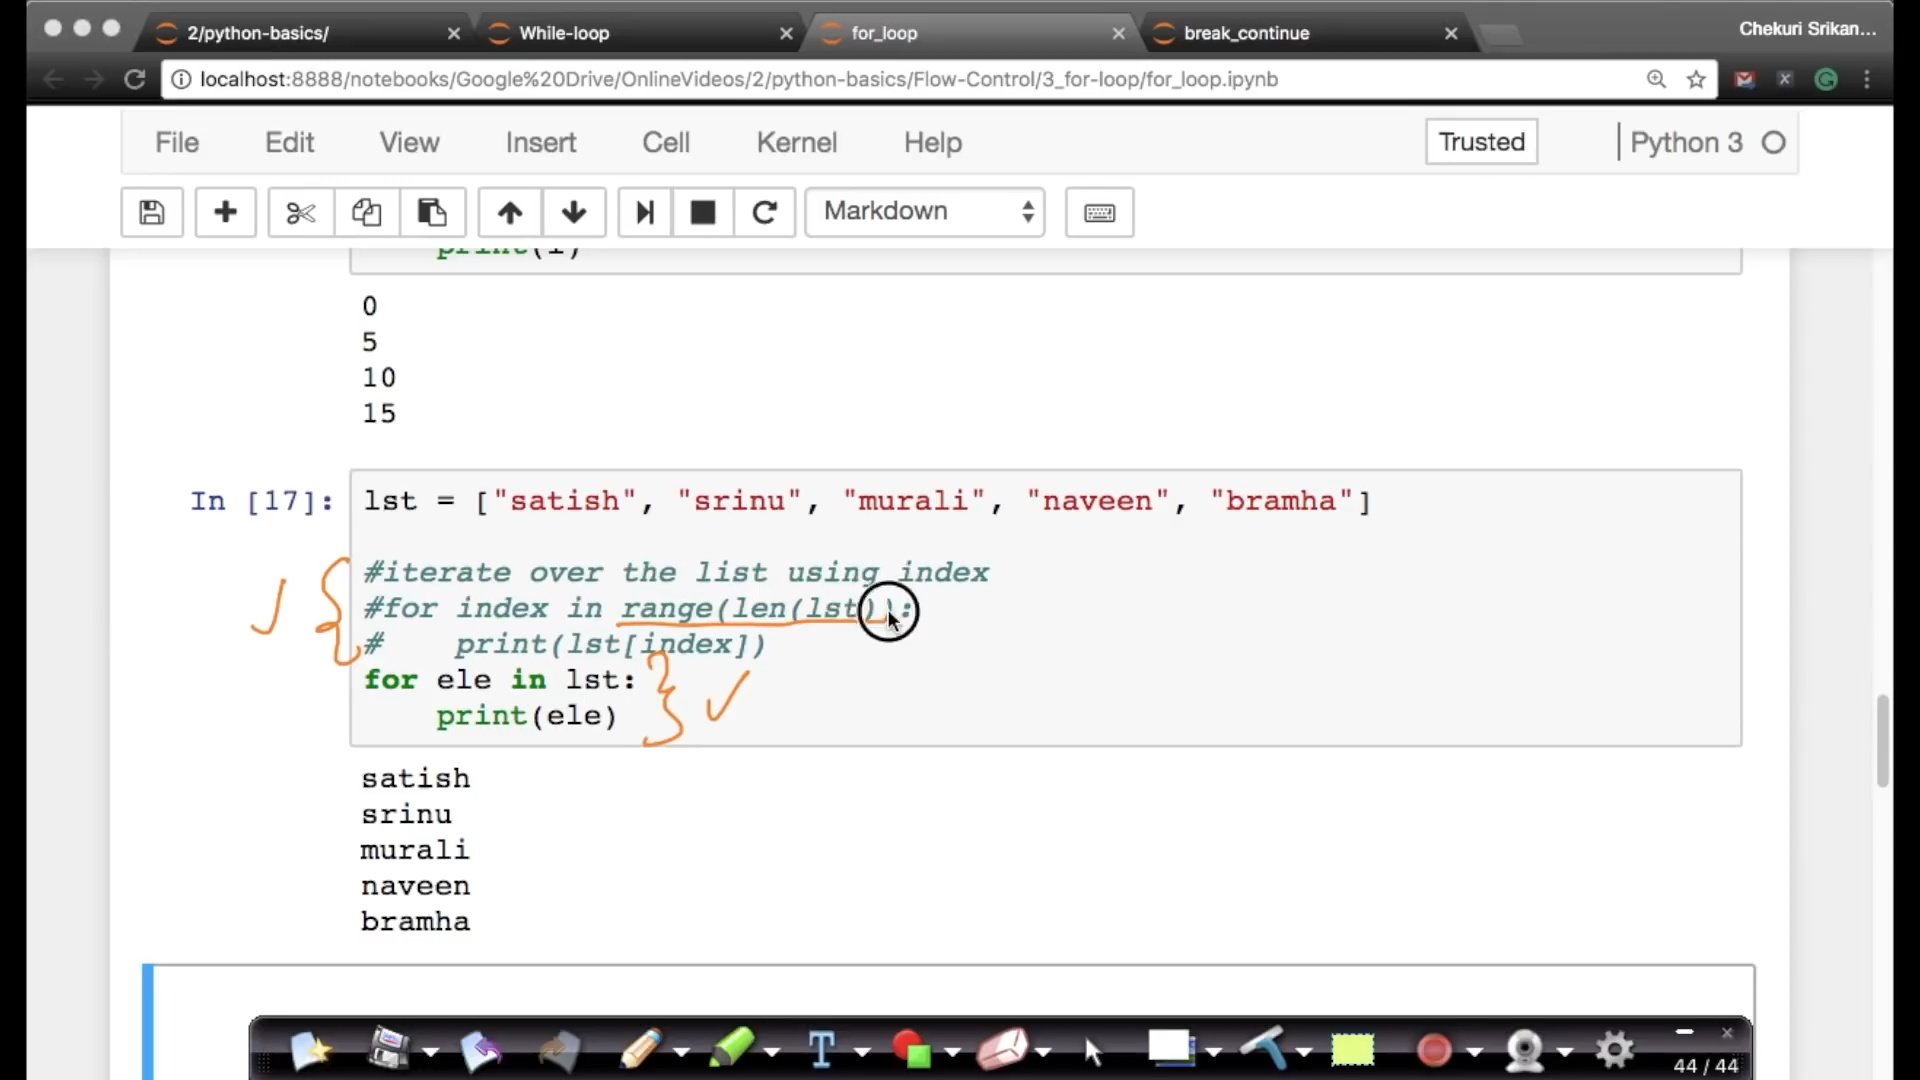 2/python-basics/
While-loop
for_loop
break_continue
Chekuri Srikan...
localhost:8888/notebooks/Google%20Drive/OnlineVideos/2/python-basics/Flow-Control/3_for-loop/for_loop.ipynb
File Edit View Insert Cell Kernel Help Trusted Python 3
Markdown
print(i)
0
5
10
15
In [17]: lst = ["satish", "srinu", "murali", "naveen", "bramha"]
#iterate over the list using index
#for index in range(len(lst)):
#    print(lst[index])
for ele in lst:
    print(ele)
satish
srinu
murali
naveen
bramha
44 / 44